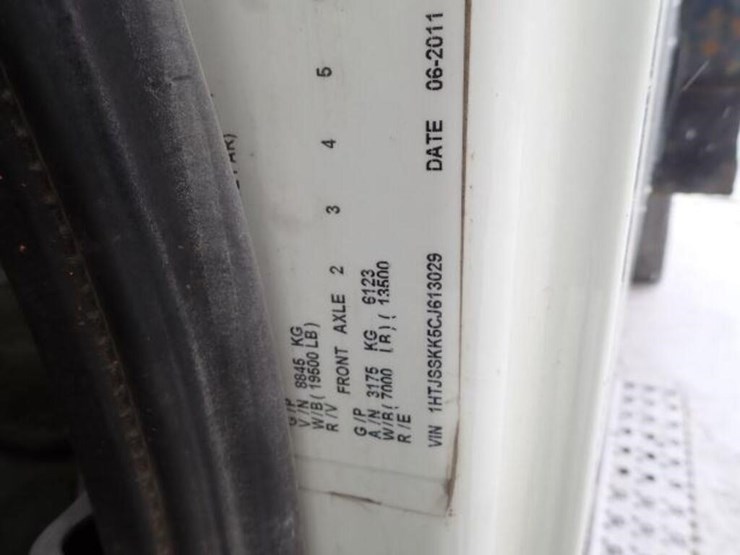 G/P
V/N 8845 KG
W/B( 19500 LB)
R/V
FRONT AXLE 2 3 4 5
G/P
A/N 3175 KG 6123
W/B( 7000 LB)( 13500
R/E
VIN 1HTJSSKK5CJ613029 DATE 06-2011